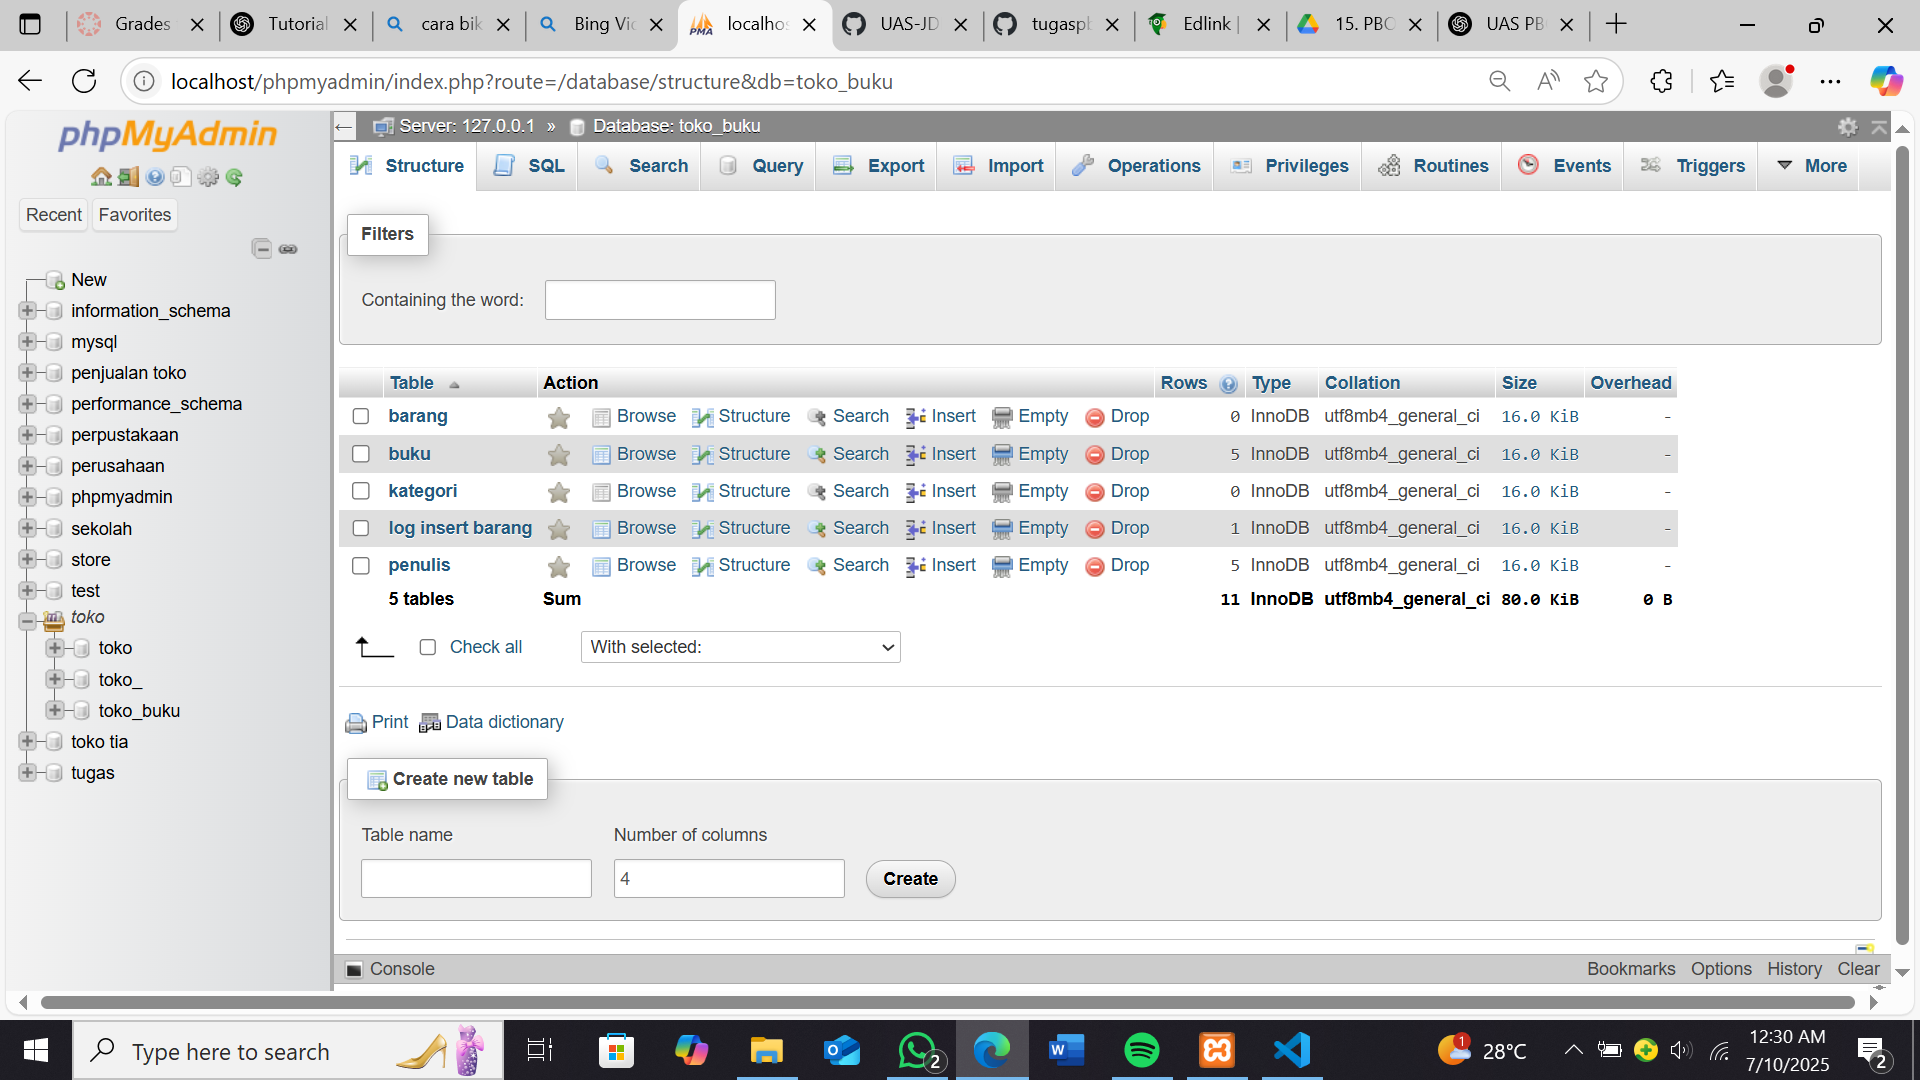 Grades
Tutorial
cara bik
Bing Vid
localhos
UAS-JD
tugaspb
Edlink |
15. PBO
UAS PB
localhost/phpmyadmin/index.php?route=/database/structure&db=toko_buku
phpMyAdmin
Recent Favorites
New
information_schema
mysql
penjualan toko
performance_schema
perpustakaan
perusahaan
phpmyadmin
sekolah
store
test
toko
toko
toko_
toko_buku
toko tia
tugas
Server: 127.0.0.1 » Database: toko_buku
Structure SQL Search Query Export Import Operations Privileges Routines Events Triggers More
Filters
Containing the word:
Table Action Rows Type Collation Size Overhead
barang Browse Structure Search Insert Empty Drop 0 InnoDB utf8mb4_general_ci 16.0 KiB -
buku Browse Structure Search Insert Empty Drop 5 InnoDB utf8mb4_general_ci 16.0 KiB -
kategori Browse Structure Search Insert Empty Drop 0 InnoDB utf8mb4_general_ci 16.0 KiB -
log insert barang Browse Structure Search Insert Empty Drop 1 InnoDB utf8mb4_general_ci 16.0 KiB -
penulis Browse Structure Search Insert Empty Drop 5 InnoDB utf8mb4_general_ci 16.0 KiB -
5 tables Sum 11 InnoDB utf8mb4_general_ci 80.0 KiB 0 B
Check all With selected:
Print Data dictionary
Create new table
Table name Number of columns
4 Create
Console Bookmarks Options History Clear
Type here to search
2
1
28°C
12:30 AM
7/10/2025
2